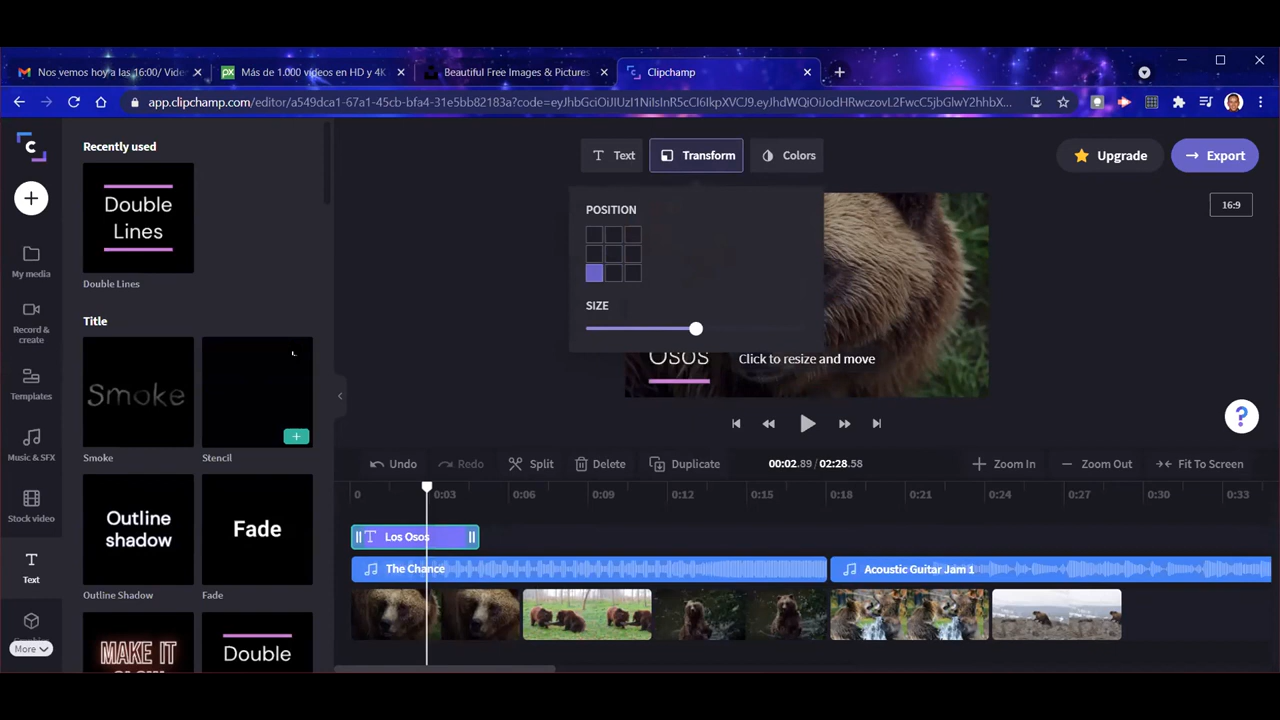 Nos vemos hoy a las 16:00/ Vide
Más de 1.000 vídeos en HD y 4K
Beautiful Free Images & Pictures
Clipchamp
app.clipchamp.com/editor/a549dca1-67a1-45cb-bfa4-31e5bb82183a?code=
Recently used
Double
Lines
Double Lines
Title
Smoke
Smoke
Stencil
Outline
shadow
Outline Shadow
Fade
Fade
MAKE IT
Double
My media
Record &
create
Templates
Music & SFX
Stock video
Text
More
Text
Transform
Colors
Upgrade
Export
16:9
POSITION
SIZE
Osos
Click to resize and move
Undo
Redo
Split
Delete
Duplicate
00:02.89 / 02:28.58
Zoom In
Zoom Out
Fit To Screen
0
0:03
0:06
0:09
0:12
0:15
0:18
0:21
0:24
0:27
0:30
0:33
Los Osos
The Chance
Acoustic Guitar Jam 1